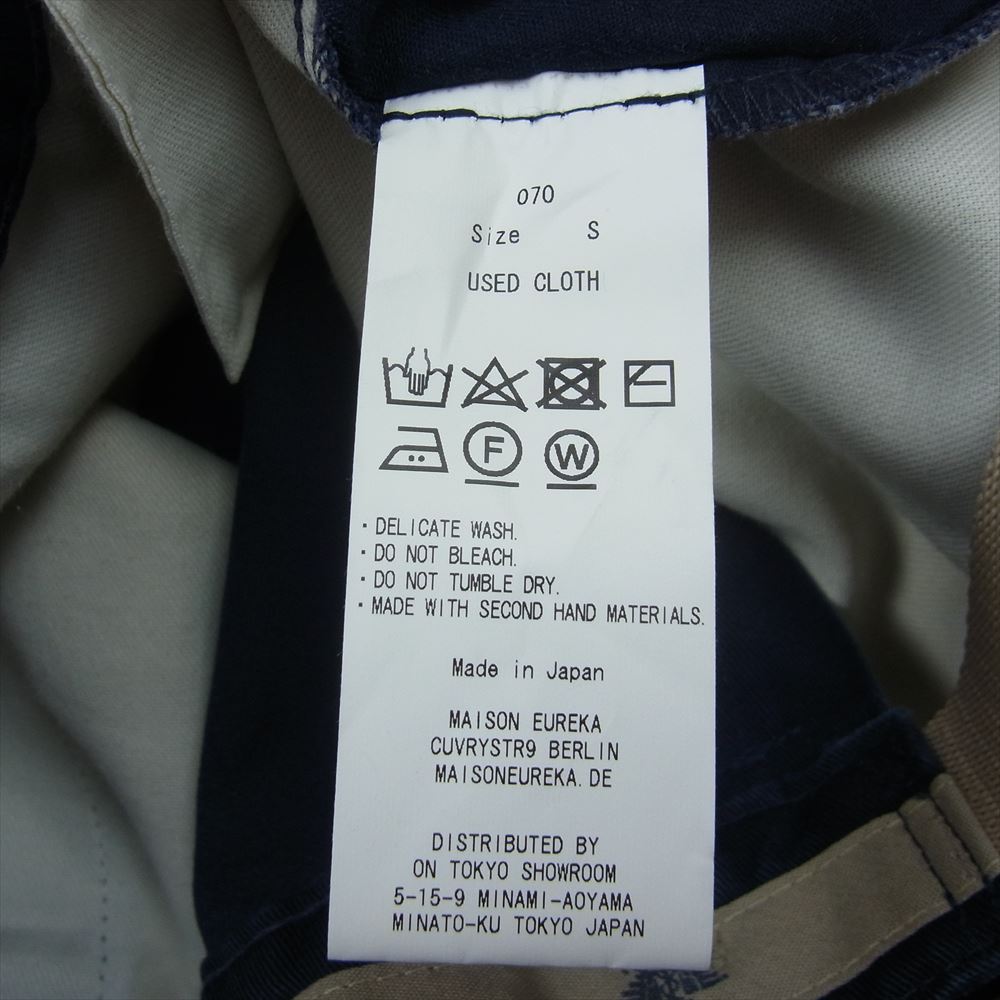 070
Size S
USED CLOTH
F W
・DELICATE WASH.
・DO NOT BLEACH.
・DO NOT TUMBLE DRY.
・MADE WITH SECOND HAND MATERIALS.
Made in Japan
MAISON EUREKA
CUVRYSTR9 BERLIN
MAISONEUREKA.DE
DISTRIBUTED BY
ON TOKYO SHOWROOM
5-15-9 MINAMI-AOYAMA
MINATO-KU TOKYO JAPAN